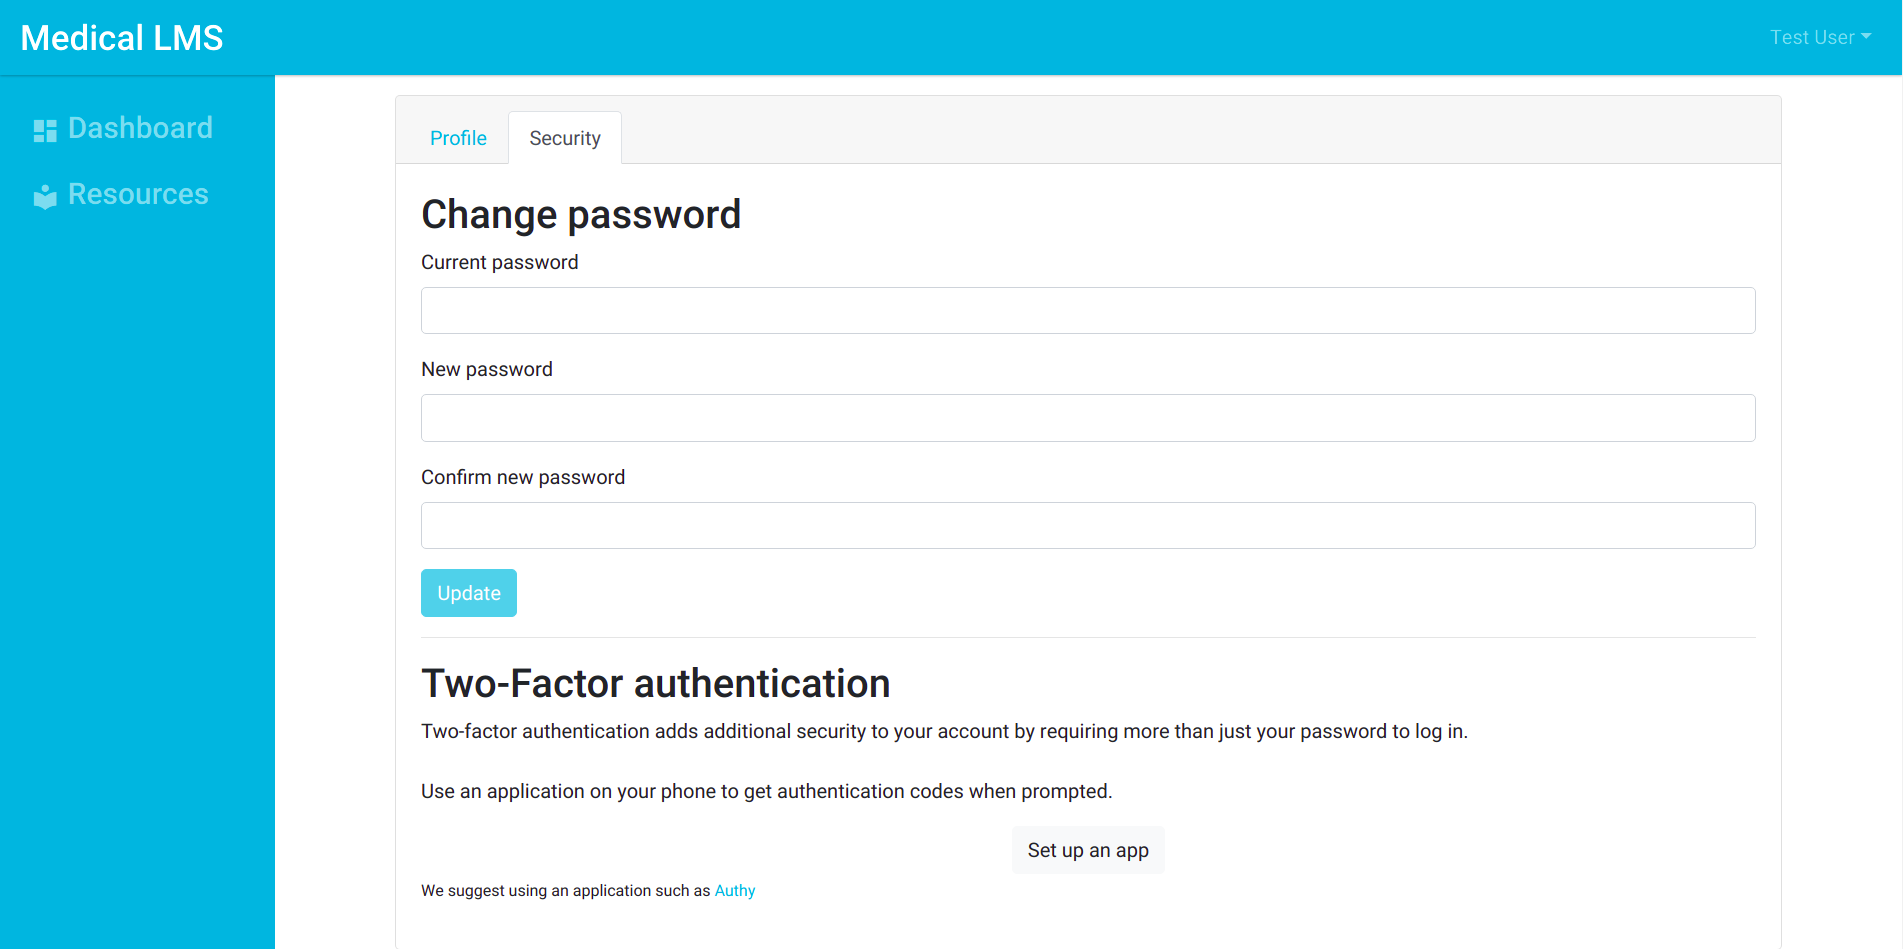 Medical LMS
Test User
Dashboard
Resources
Profile
Security
Change password
Current password
New password
Confirm new password
Update
Two-Factor authentication
Two-factor authentication adds additional security to your account by requiring more than just your password to log in.
Use an application on your phone to get authentication codes when prompted.
Set up an app
We suggest using an application such as Authy